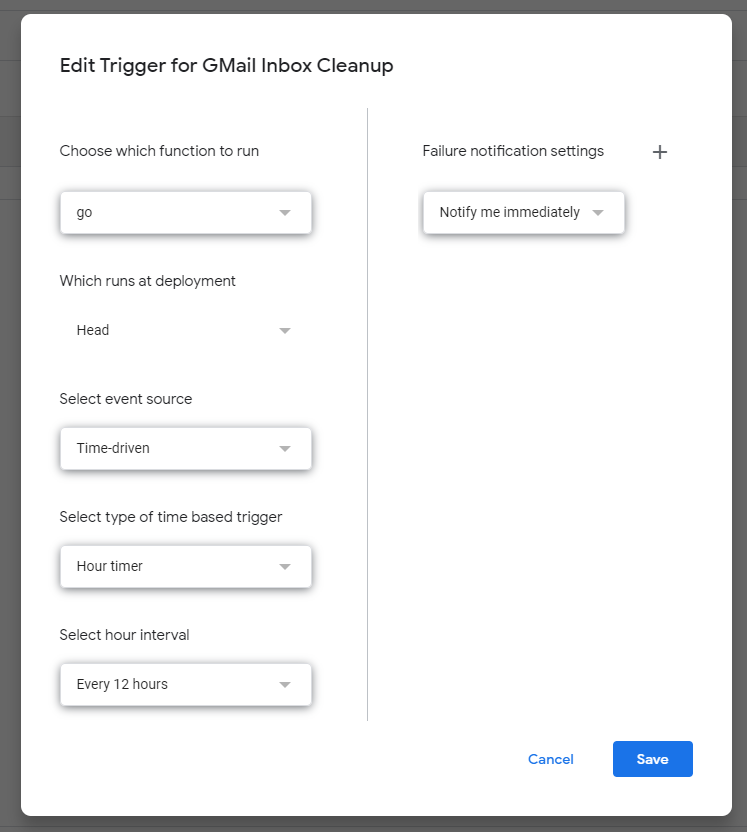 Edit Trigger for GMail Inbox Cleanup
Choose which function to run
go
Which runs at deployment
Head
Select event source
Time-driven
Select type of time based trigger
Hour timer
Select hour interval
Every 12 hours
Failure notification settings
Notify me immediately
Cancel
Save